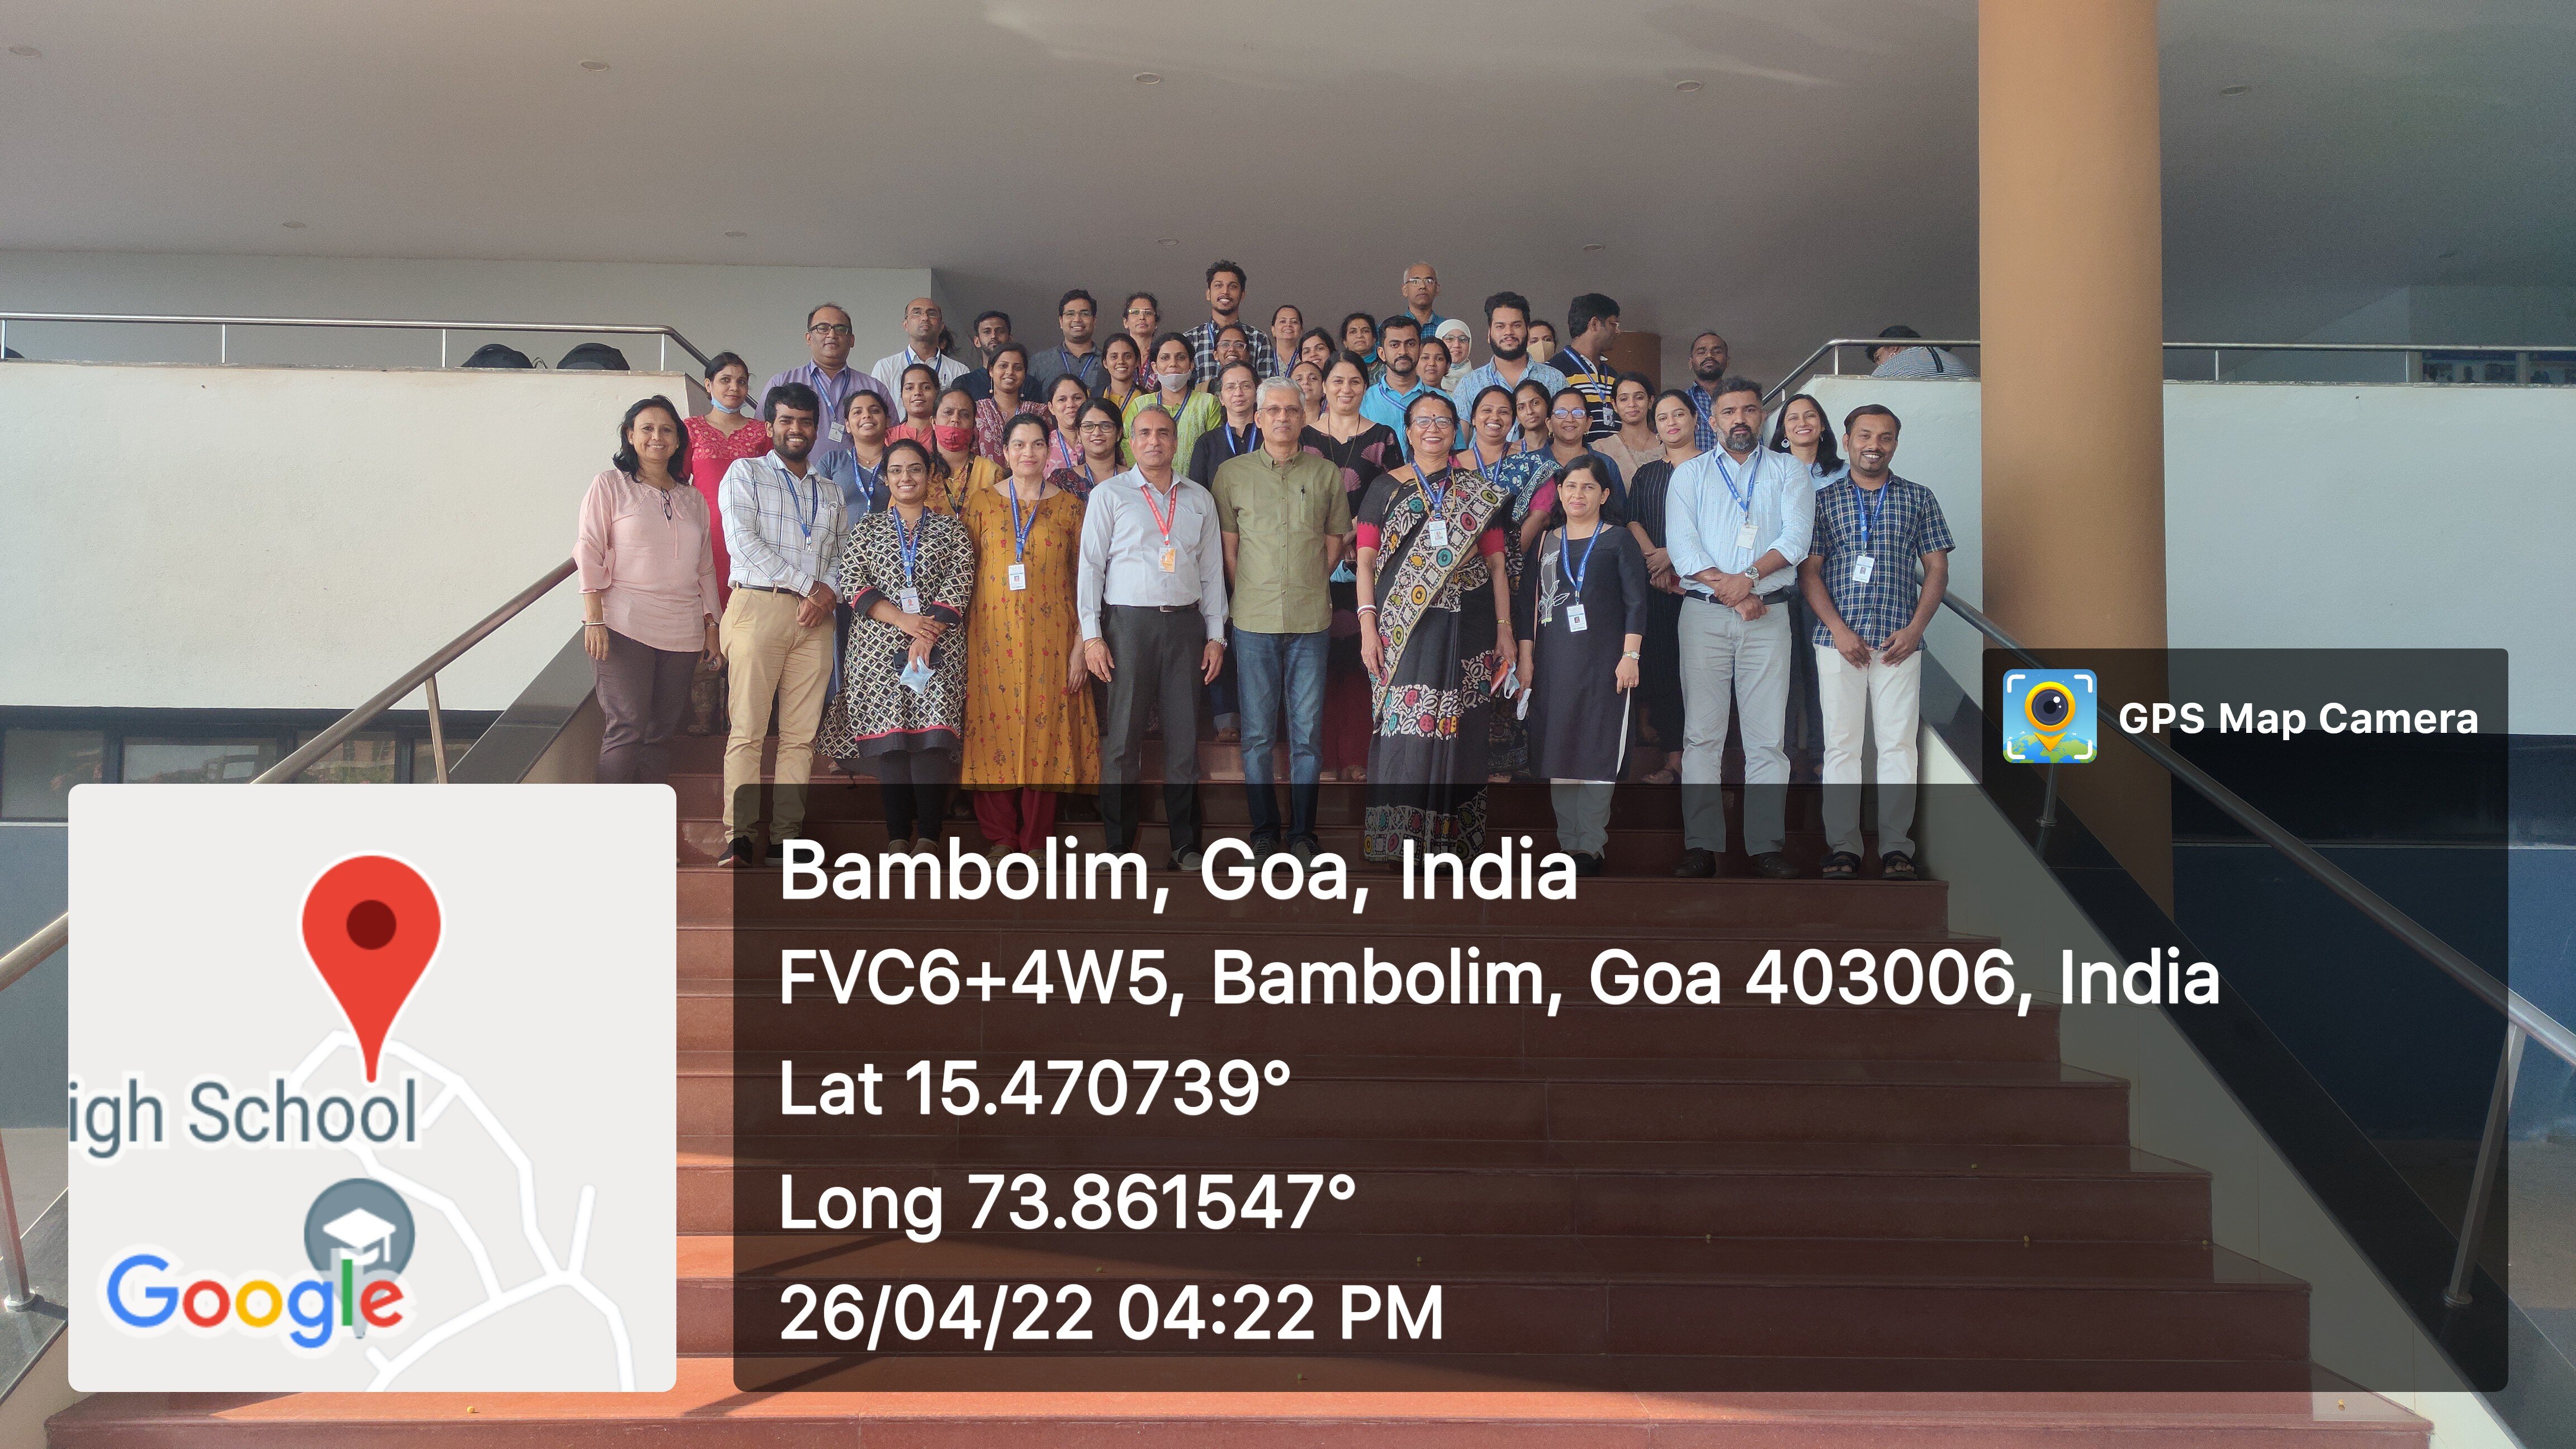 GPS Map Camera
Bambolim, Goa, India
FVC6+4W5, Bambolim, Goa 403006, India
Lat 15.470739°
Long 73.861547°
26/04/22 04:22 PM
igh School
Google